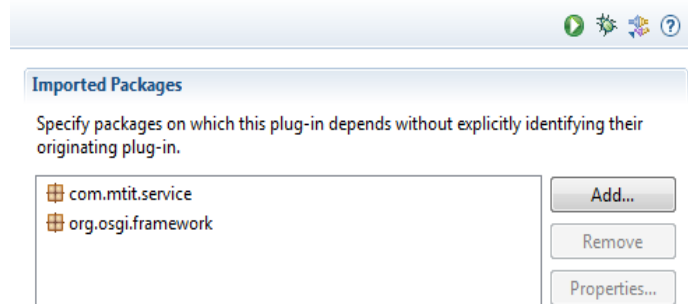 Imported Packages
Specify packages on which this plug-in depends without explicitly identifying their
originating plug-in.
com.mtit.service
org.osgi.framework
Add...
Remove
Properties...